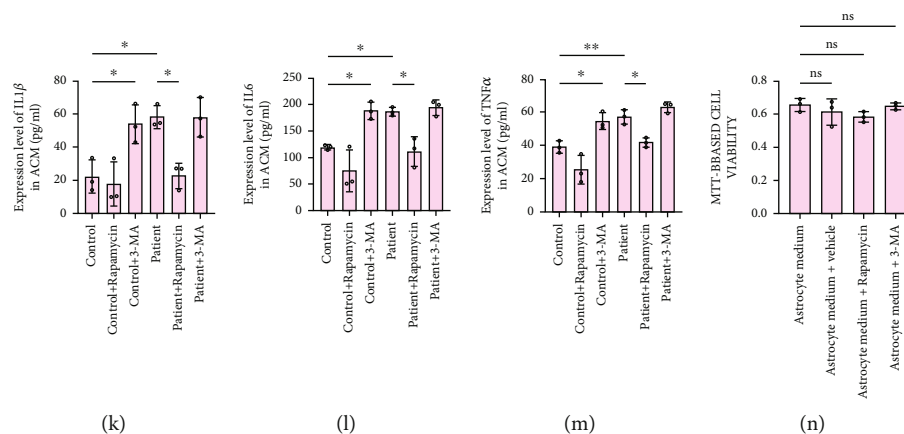 Expression level of IL1β
in ACM (pg/ml)
80
60
40
20
0
*
*
*
Control
Control+Rapamycin
Control+3-MA
Patient
Patient+Rapamycin
Patient+3-MA
(k)
Expression level of IL6
in ACM (pg/ml)
250
200
150
100
50
0
*
*
*
Control
Control+Rapamycin
Control+3-MA
Patient
Patient+Rapamycin
Patient+3-MA
(l)
Expression level of TNFα
in ACM (pg/ml)
80
60
40
20
0
**
*
*
Control
Control+Rapamycin
Control+3-MA
Patient
Patient+Rapamycin
Patient+3-MA
(m)
MTT-BBASED CELL
VIABILITY
0.8
0.6
0.4
0.2
0.0
ns
ns
ns
Astrocyte medium
Astrocyte medium + vehicle
Astrocyte medium + Rapamycin
Astrocyte medium + 3-MA
(n)